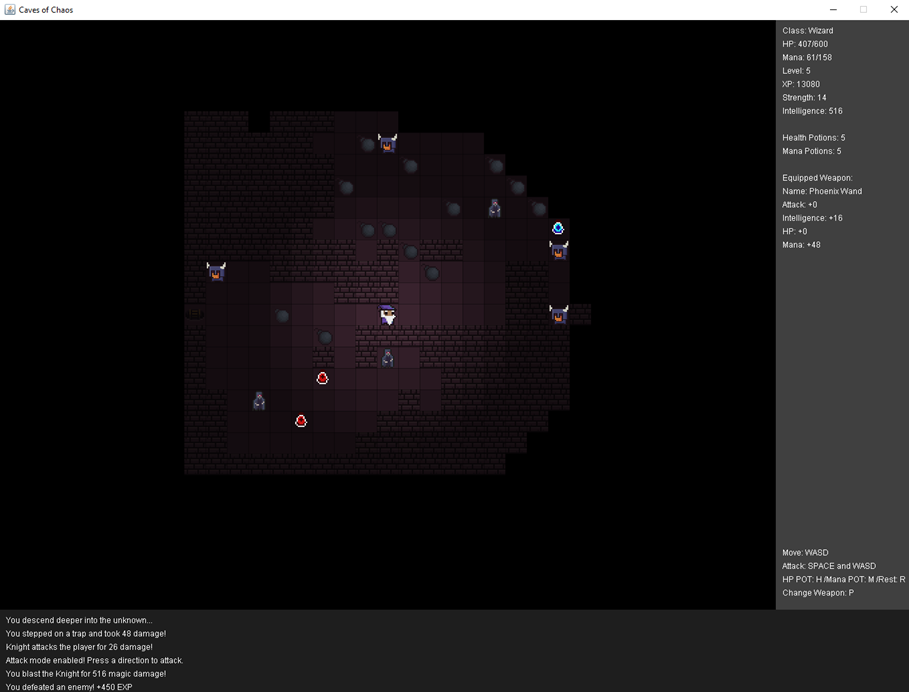 Caves of Chaos
Class: Wizard
HP: 407/600
Mana: 61/158
Level: 5
XP: 13080
Strength: 14
Intelligence: 516
Health Potions: 5
Mana Potions: 5
Equipped Weapon:
Name: Phoenix Wand
Attack: +0
Intelligence: +16
HP: +0
Mana: +48
Move: WASD
Attack: SPACE and WASD
HP POT: H /Mana POT: M /Rest: R
Change Weapon: P
You descend deeper into the unknown...
You stepped on a trap and took 48 damage!
Knight attacks the player for 26 damage!
Attack mode enabled! Press a direction to attack.
You blast the Knight for 516 magic damage!
You defeated an enemy! +450 EXP